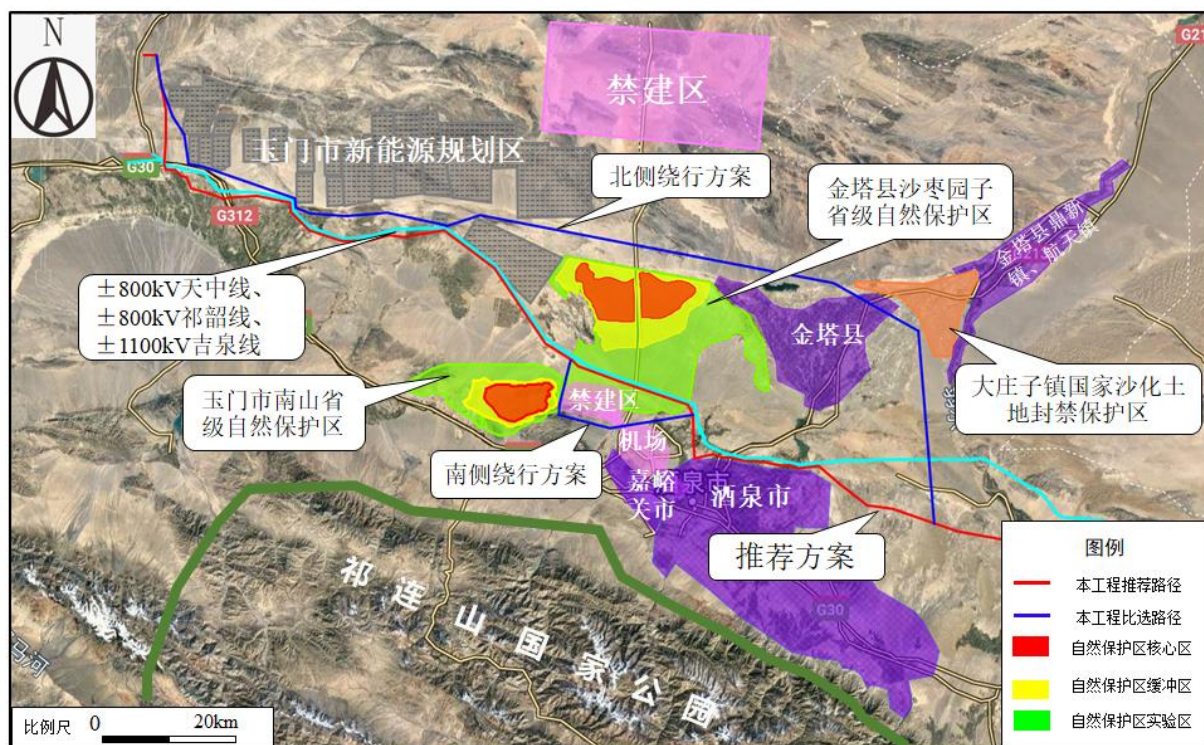 N
G21
禁建区
玉门市新能源规划区
G30
G312
北侧绕行方案
金塔县沙枣园子
省级自然保护区
金塔县鼎新
镇、航天镇
±800kV天中线、
±800kV祁韶线、
±1100kV吉泉线
金塔县
大庄子镇国家沙化土
地封禁保护区
玉门市南山省
级自然保护区
禁建区
机场
南侧绕行方案
嘉峪
关市
酒泉市
推荐方案
G30
祁连山国家公园
马河
比例尺 0 20km
图例
本工程推荐路径
本工程比选路径
自然保护区核心区
自然保护区缓冲区
自然保护区实验区